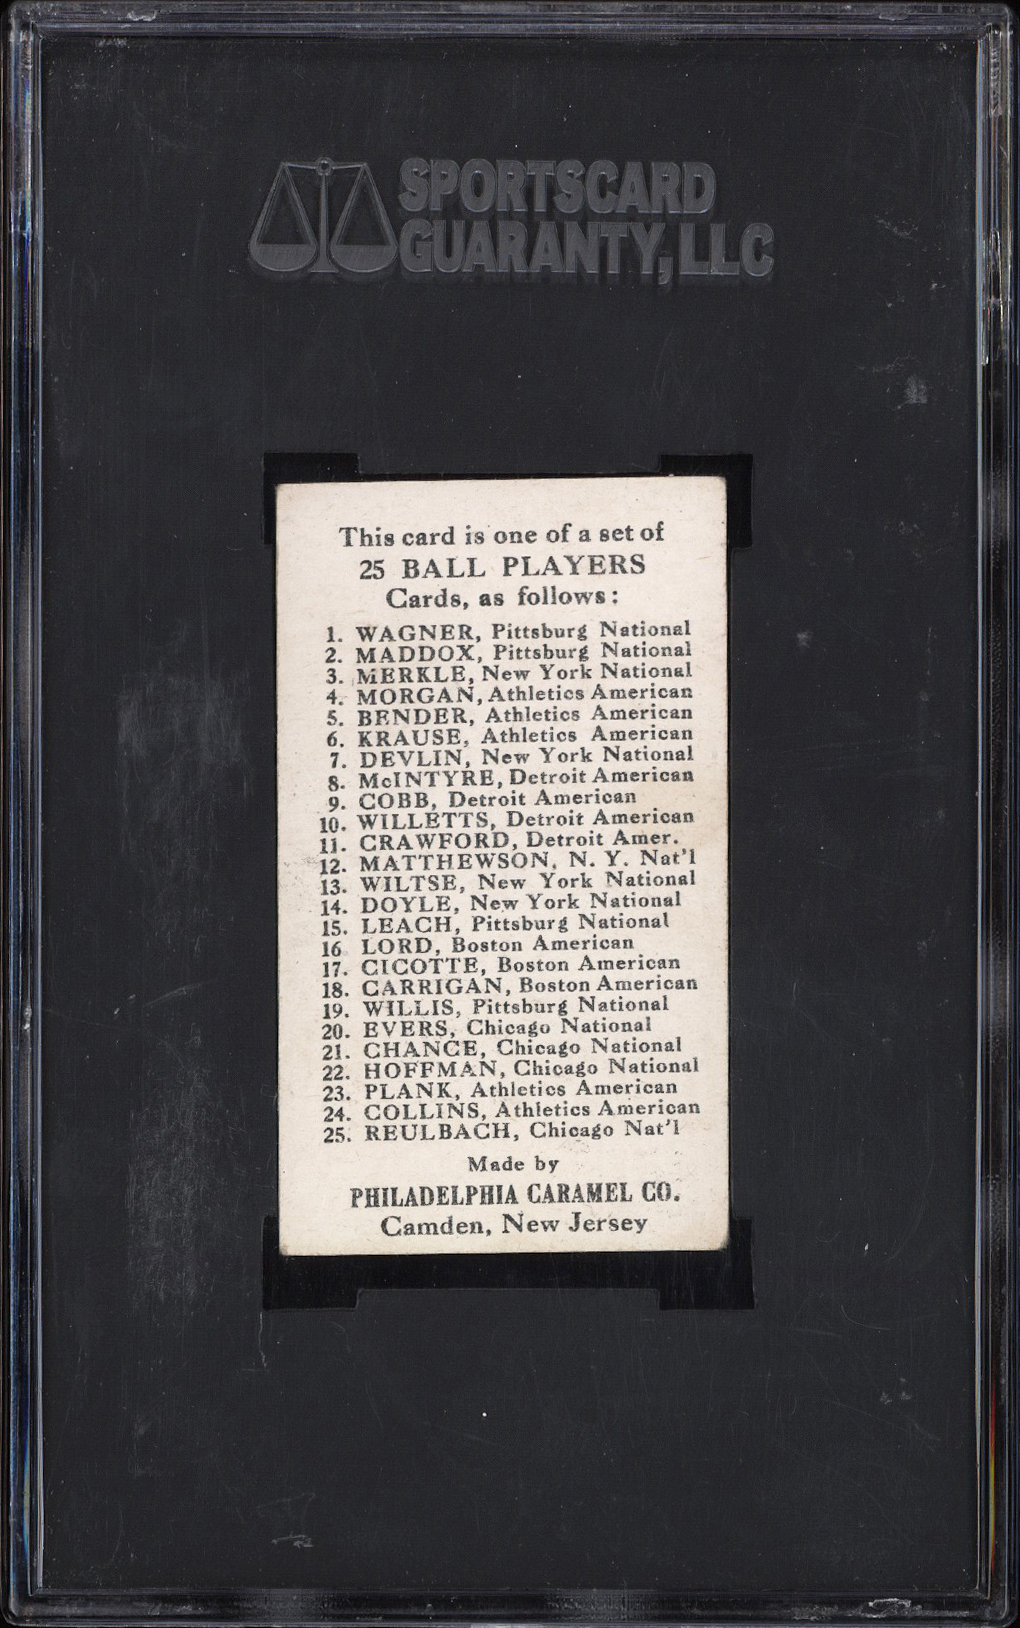 SPORTSCARD
GUARANTY, LLC
This card is one of a set of
25 BALL PLAYERS
Cards, as follows:
1. WAGNER, Pittsburg National
2. MADDOX, Pittsburg National
3. MERKLE, New York National
4. MORGAN, Athletics American
5. BENDER, Athletics American
6. KRAUSE, Athletics American
7. DEVLIN, New York National
8. McINTYRE, Detroit American
9. COBB, Detroit American
10. WILLETTS, Detroit American
11. CRAWFORD, Detroit Amer.
12. MATTHEWSON, N. Y. Nat'l
13. WILTSE, New York National
14. DOYLE, New York National
15. LEACH, Pittsburg National
16 LORD, Boston American
17. CICOTTE, Boston American
18. CARRIGAN, Boston American
19. WILLIS, Pittsburg National
20. EVERS, Chicago National
21. CHANCE, Chicago National
22. HOFFMAN, Chicago National
23. PLANK, Athletics American
24. COLLINS, Athletics American
25. REULBACH, Chicago Nat'l
Made by
PHILADELPHIA CARAMEL CO.
Camden, New Jersey